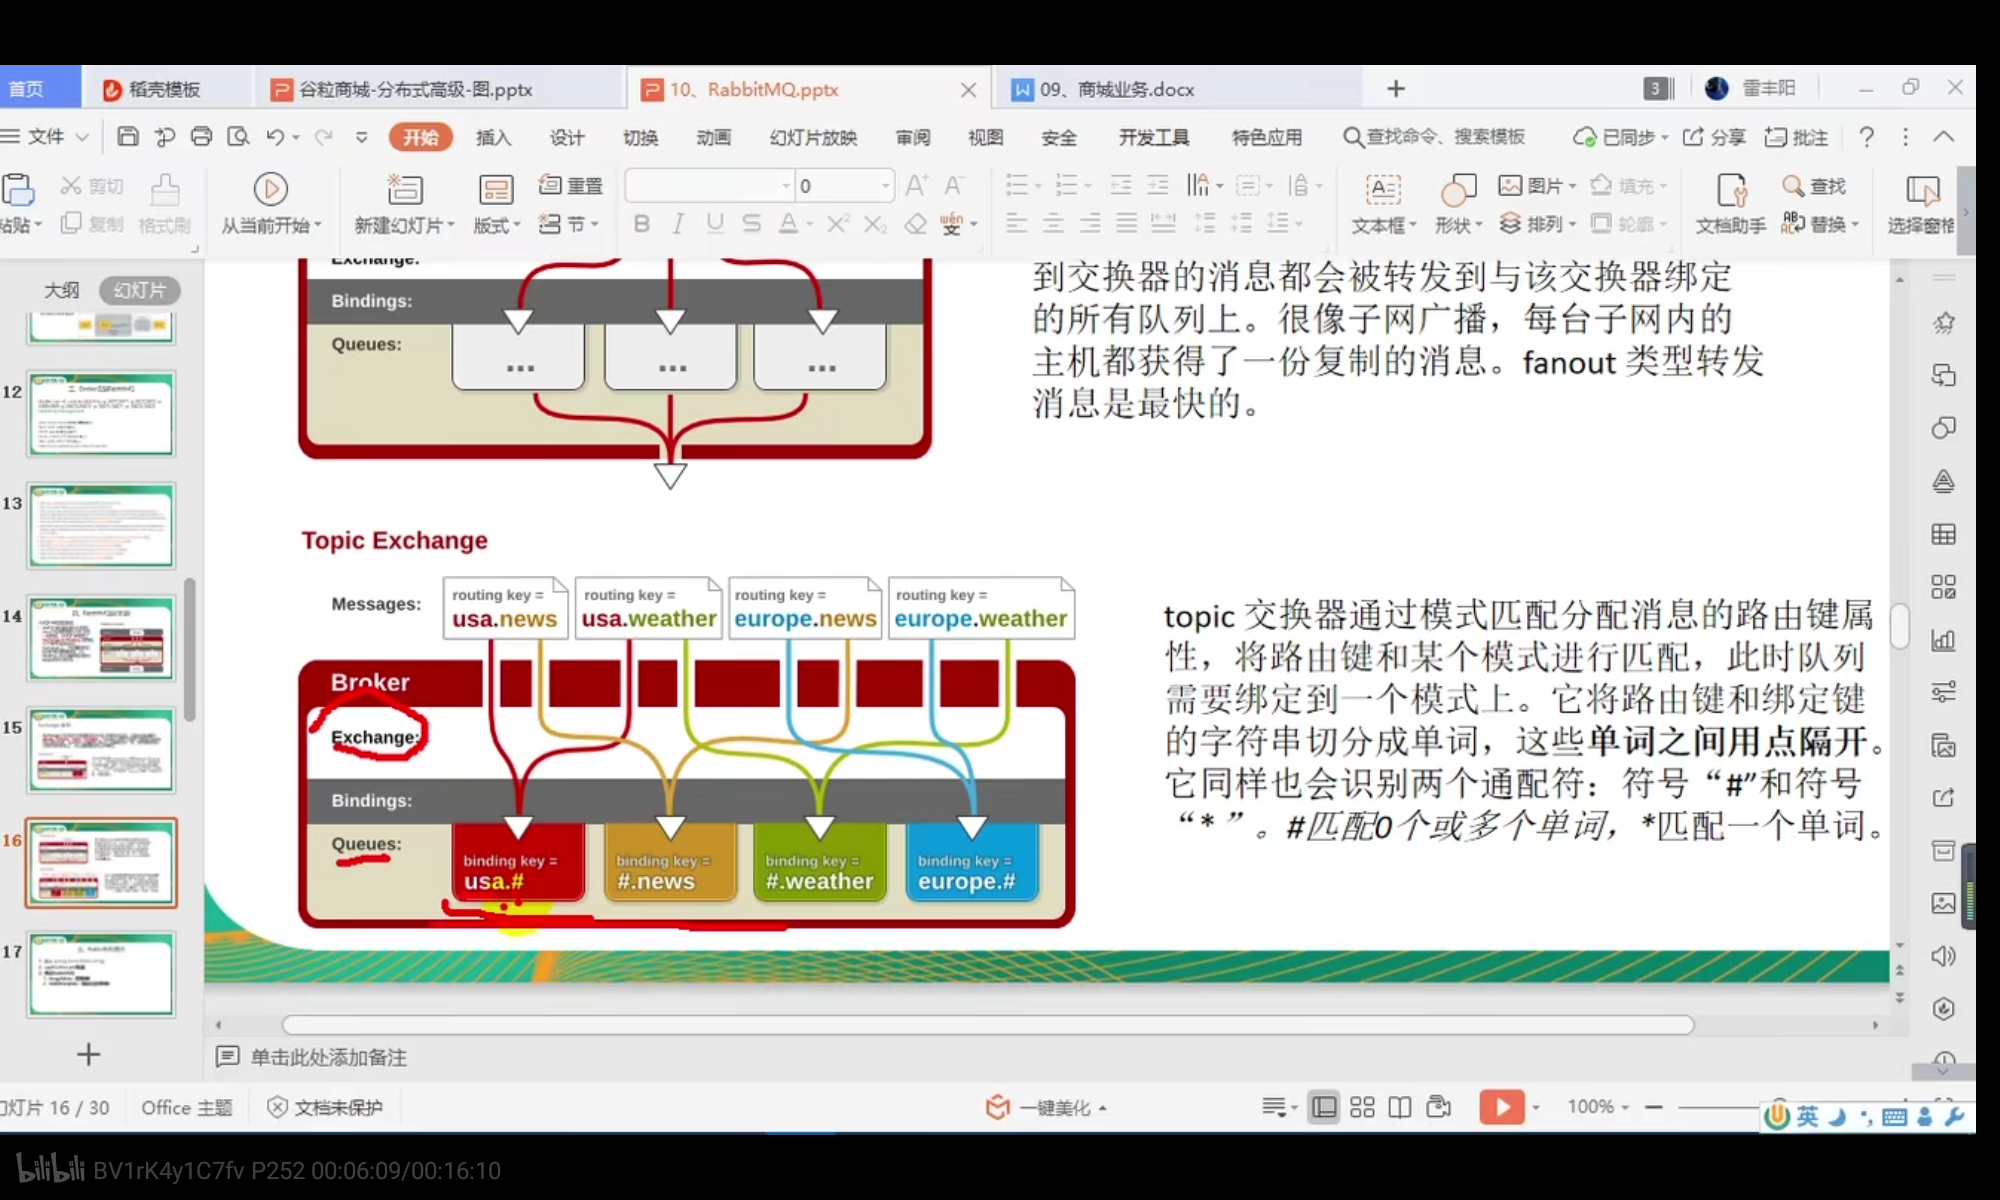 首页
稻壳模板
谷粒商城-分布式高级-图.pptx
10、RabbitMQ.pptx
09、商城业务.docx
3
雷丰阳
文件
开始
插入
设计
切换
动画
幻灯片放映
审阅
视图
安全
开发工具
特色应用
查找命令、搜索模板
已同步
分享
批注
剪切
重置
0
图片
填充
查找
粘贴
复制
格式刷
从当前开始
新建幻灯片
版式
节
文本框
形状
排列
轮廓
文档助手
替换
选择窗格
大纲
幻灯片
12
13
14
15
16
17
Exchange:
Bindings:
Queues:
...
...
...
到交换器的消息都会被转发到与该交换器绑定
的所有队列上。很像子网广播，每台子网内的
主机都获得了一份复制的消息。fanout 类型转发
消息是最快的。
Topic Exchange
Messages:
routing key =
usa.news
routing key =
usa.weather
routing key =
europe.news
routing key =
europe.weather
Broker
Exchange:
Bindings:
Queues:
binding key =
usa.#
binding key =
#.news
binding key =
#.weather
binding key =
europe.#
topic 交换器通过模式匹配分配消息的路由键属
性，将路由键和某个模式进行匹配，此时队列
需要绑定到一个模式上。它将路由键和绑定键
的字符串切分成单词，这些单词之间用点隔开。
它同样也会识别两个通配符：符号“#”和符号
“*”。#匹配0个或多个单词，*匹配一个单词。
单击此处添加备注
幻灯片 16 / 30
Office 主题
文档未保护
一键美化
100%
英
bilibili BV1rK4y1C7fv P252 00:06:09/00:16:10